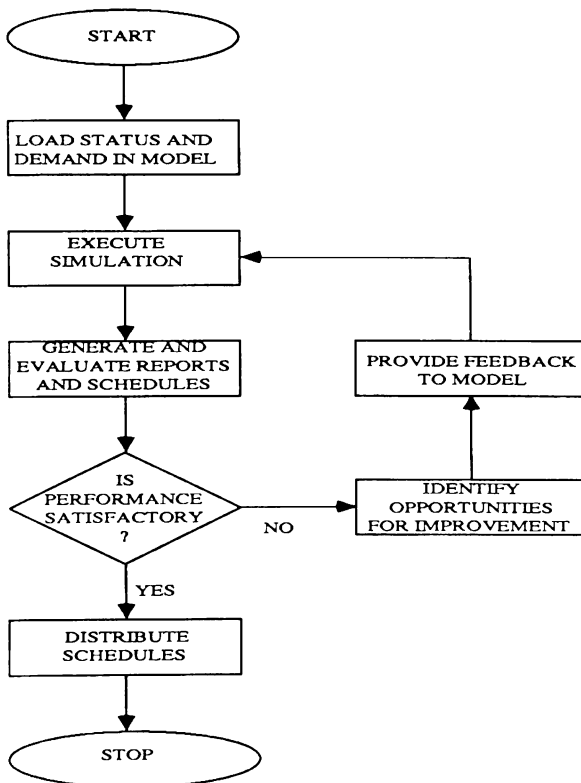 START
LOAD STATUS AND
DEMAND IN MODEL
EXECUTE
SIMULATION
GENERATE AND
EVALUATE REPORTS
AND SCHEDULES
PROVIDE FEEDBACK
TO MODEL
IS
PERFORMANCE
SATISFACTORY
?
NO
IDENTIFY
OPPORTUNITIES
FOR IMPROVEMENT
YES
DISTRIBUTE
SCHEDULES
STOP